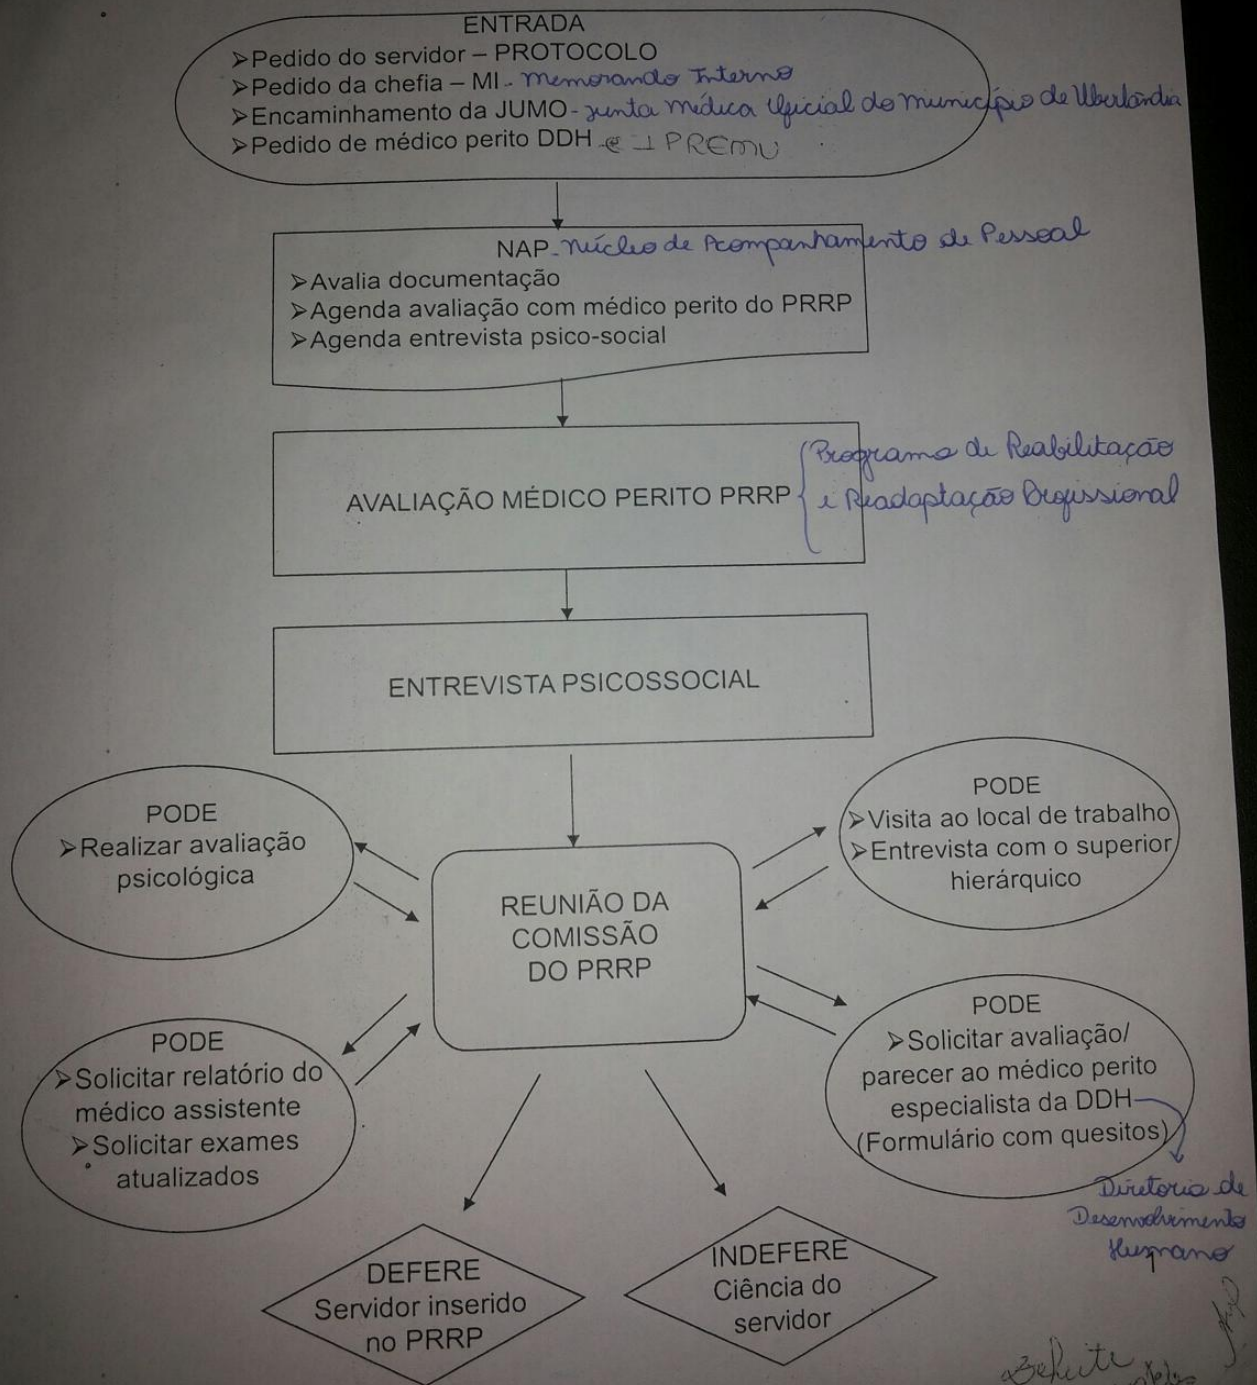 ENTRADA
➢Pedido do servidor – PROTOCOLO
➢Pedido da chefia – MI - Memorando Interno
➢Encaminhamento da JUMO - Junta Médica Oficial do Município de Uberlândia
➢Pedido de médico perito DDH e IPREMU
NAP - Núcleo de Acompanhamento de Pessoal
➢Avalia documentação
➢Agenda avaliação com médico perito do PRRP
➢Agenda entrevista psico-social
AVALIAÇÃO MÉDICO PERITO PRRP
Programa de Reabilitação
e Readaptação Profissional
ENTREVISTA PSICOSSOCIAL
PODE
➢Realizar avaliação
psicológica
PODE
➢Visita ao local de trabalho
➢Entrevista com o superior
hierárquico
REUNIÃO DA
COMISSÃO
DO PRRP
PODE
➢Solicitar relatório do
médico assistente
➢Solicitar exames
atualizados
PODE
➢Solicitar avaliação/
parecer ao médico perito
especialista da DDH
(Formulário com quesitos)
Diretoria de
Desenvolvimento
Humano
DEFERE
Servidor inserido
no PRRP
INDEFERE
Ciência do
servidor